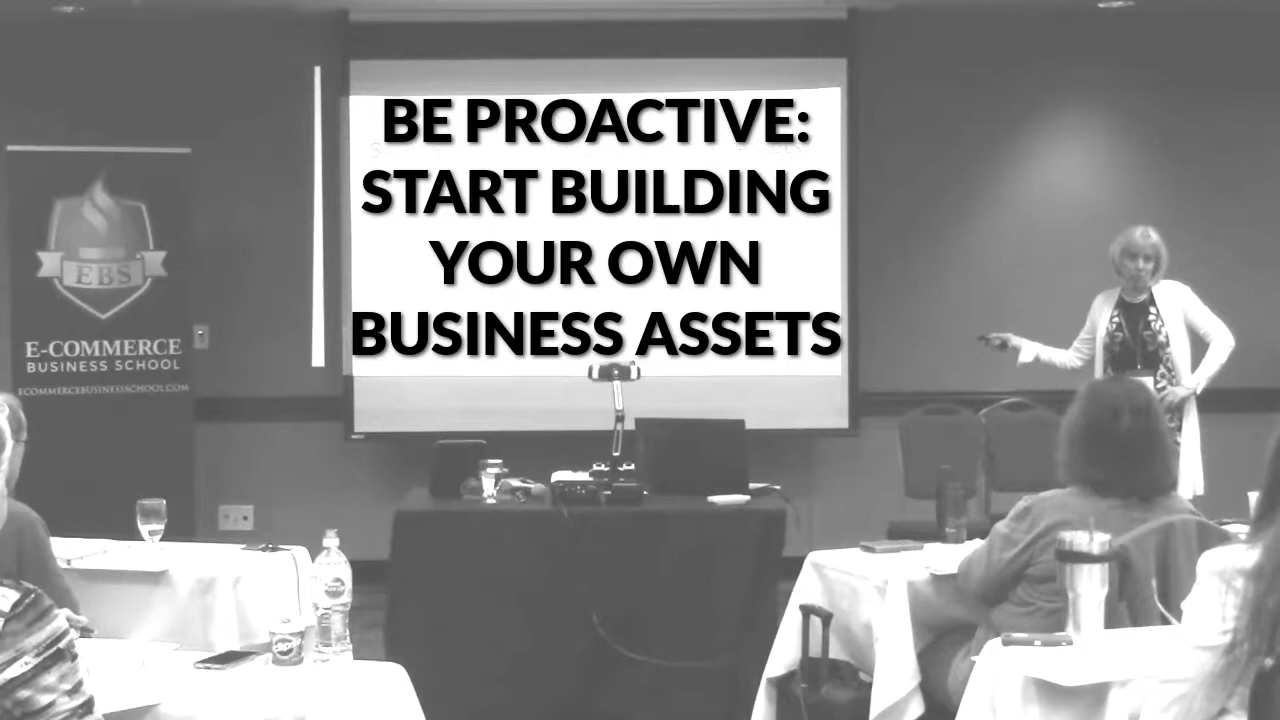 BE PROACTIVE:
START BUILDING
YOUR OWN
BUSINESS ASSETS
EBS
E-COMMERCE
BUSINESS SCHOOL
ECOMMERCEBUSINESSSCHOOL.COM